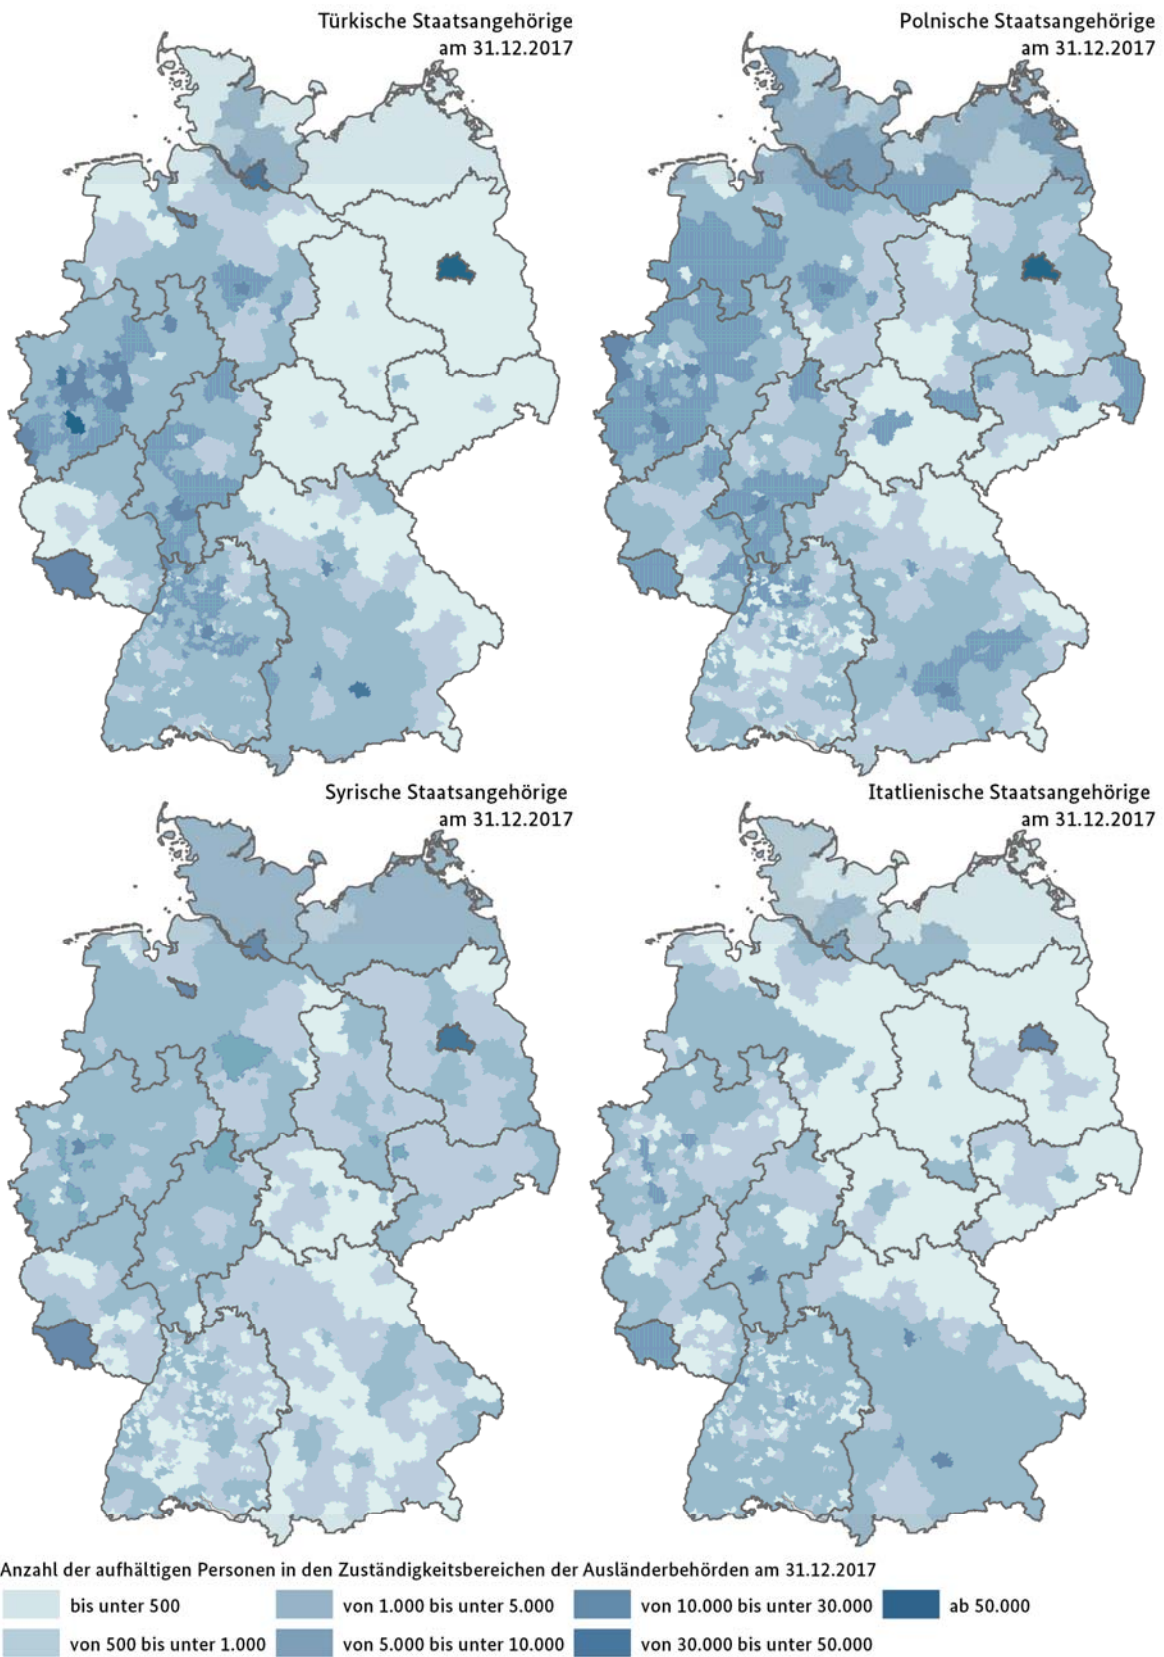 Türkische Staatsangehörige
am 31.12.2017
Polnische Staatsangehörige
am 31.12.2017
Syrische Staatsangehörige
am 31.12.2017
Itatlienische Staatsangehörige
am 31.12.2017
Anzahl der aufhältigen Personen in den Zuständigkeitsbereichen der Ausländerbehörden am 31.12.2017
bis unter 500
von 1.000 bis unter 5.000
von 10.000 bis unter 30.000
ab 50.000
von 500 bis unter 1.000
von 5.000 bis unter 10.000
von 30.000 bis unter 50.000